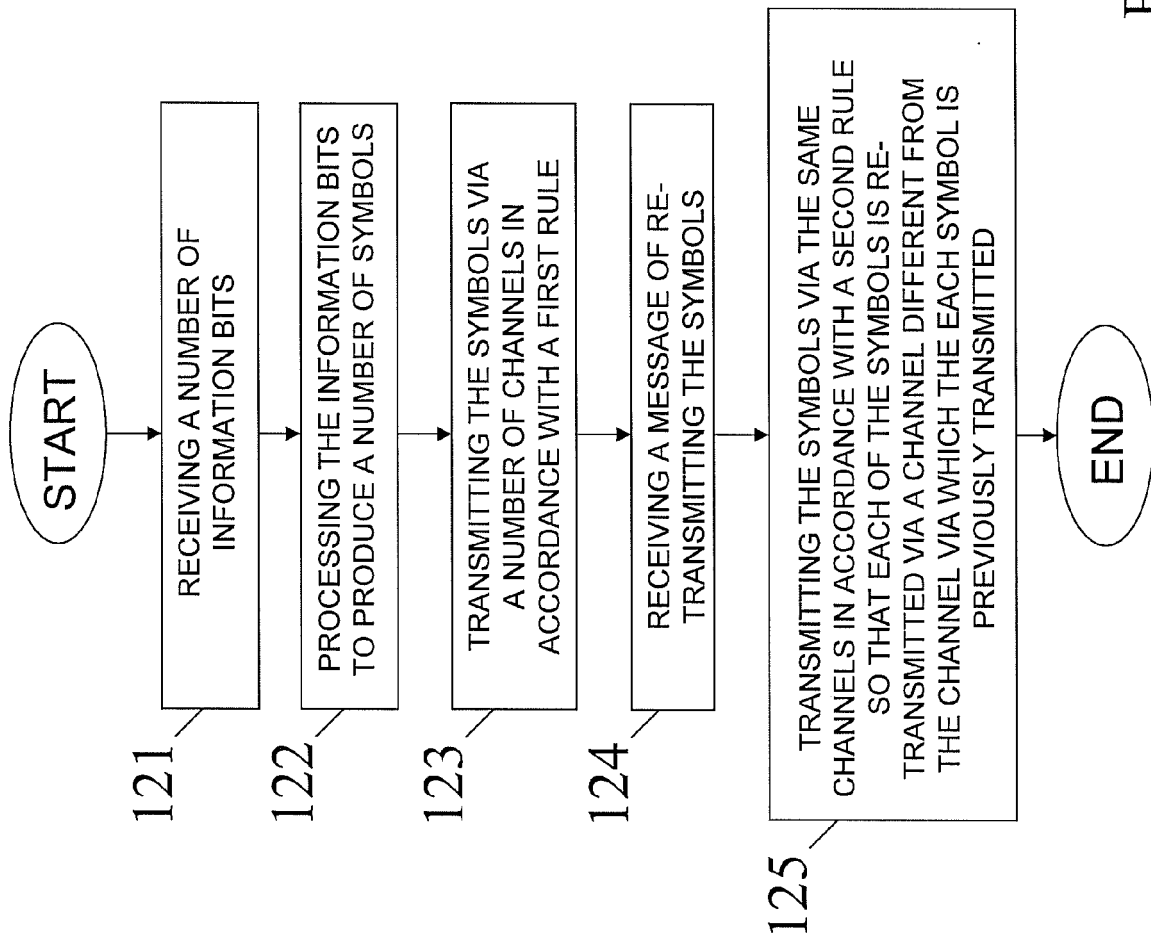 START
121
RECEIVING A NUMBER OF
INFORMATION BITS
122
PROCESSING THE INFORMATION BITS
TO PRODUCE A NUMBER OF SYMBOLS
123
TRANSMITTING THE SYMBOLS VIA
A NUMBER OF CHANNELS IN
ACCORDANCE WITH A FIRST RULE
124
RECEIVING A MESSAGE OF RE-
TRANSMITTING THE SYMBOLS
125
TRANSMITTING THE SYMBOLS VIA THE SAME
CHANNELS IN ACCORDANCE WITH A SECOND RULE
SO THAT EACH OF THE SYMBOLS IS RE-
TRANSMITTED VIA A CHANNEL DIFFERENT FROM
THE CHANNEL VIA WHICH THE EACH SYMBOL IS
PREVIOUSLY TRANSMITTED
END